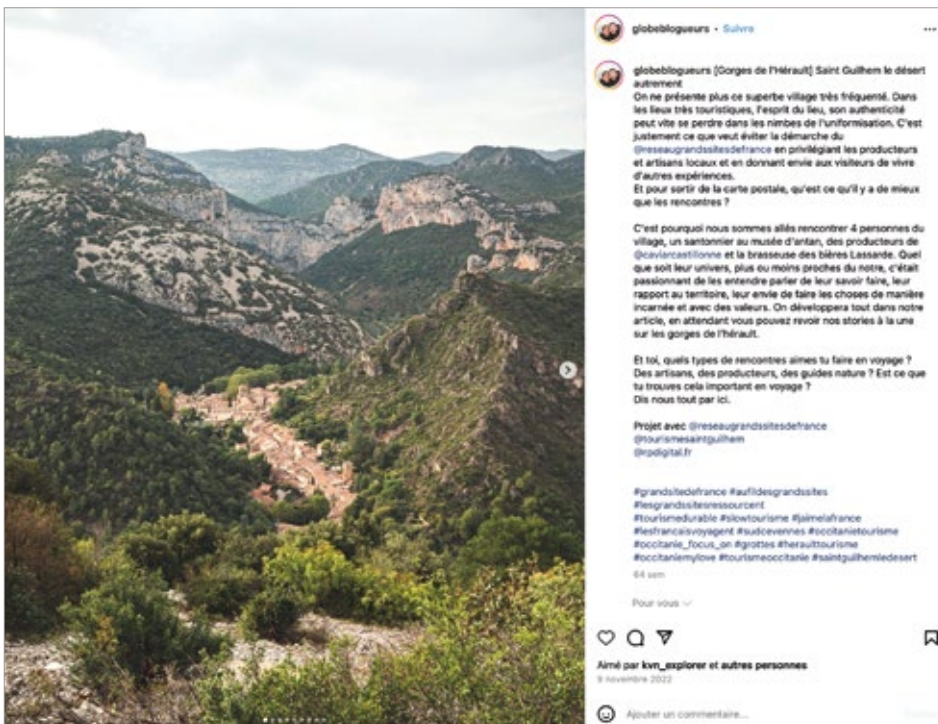 globeblogueurs • Suivre
globeblogueurs [Gorges de l'Hérault] Saint Guilhem le désert
autrement
On ne présente plus ce superbe village très fréquenté. Dans
les lieux très touristiques, l'esprit du lieu, son authenticité
peut vite se perdre dans les nimbes de l'uniformisation. C'est
justement ce que veut éviter la démarche du
@reseaugrandssitesdefrance en privilégiant les producteurs
et artisans locaux et en donnant envie aux visiteurs de vivre
d'autres expériences.
Et pour sortir de la carte postale, qu'est ce qu'il y a de mieux
que les rencontres ?
C'est pourquoi nous sommes allés rencontrer 4 personnes du
village, un santonnier au musée d'antan, des producteurs de
@caviarcastillonne et la brasseuse des bières Lassarde. Quel
que soit leur univers, plus ou moins proches du notre, c'était
passionnant de les entendre parler de leur savoir faire, leur
rapport au territoire, leur envie de faire les choses de manière
incarnée et avec des valeurs. On développera tout dans notre
article, en attendant vous pouvez revoir nos stories à la une
sur les gorges de l'hérault.
Et toi, quels types de rencontres aimes tu faire en voyage ?
Des artisans, des producteurs, des guides nature ? Est ce que
tu trouves cela important en voyage ?
Dis nous tout par ici.
Projet avec @reseaugrandssitesdefrance
@tourismesaintguilhem
@rpdigital.fr
#grandsitedefrance #aufildesgrandssites
#lesgrandssitesressourcent
#tourismedurable #slowtourisme #jaimelafrance
#lesfrancaisvoyagent #sudcevennes #occitanietourisme
#occitanie_focus_on #grottes #heraulttourisme
#occitaniemylove #tourismeoccitanie #saintguilhemledesert
64 sem
Pour vous
Aimé par kvn_explorer et autres personnes
9 novembre 2022
Ajouter un commentaire...